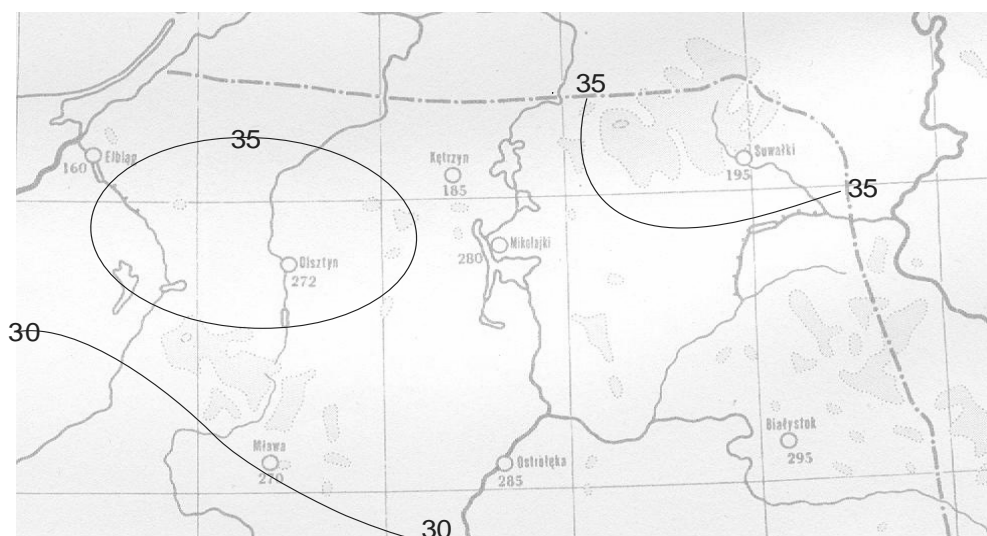 35
35
Elbląg
160
Kętrzyn
185
Suwałki
195
35
Mikołajki
280
Olsztyn
272
30
Mława
270
Ostrołęka
285
Białystok
295
30